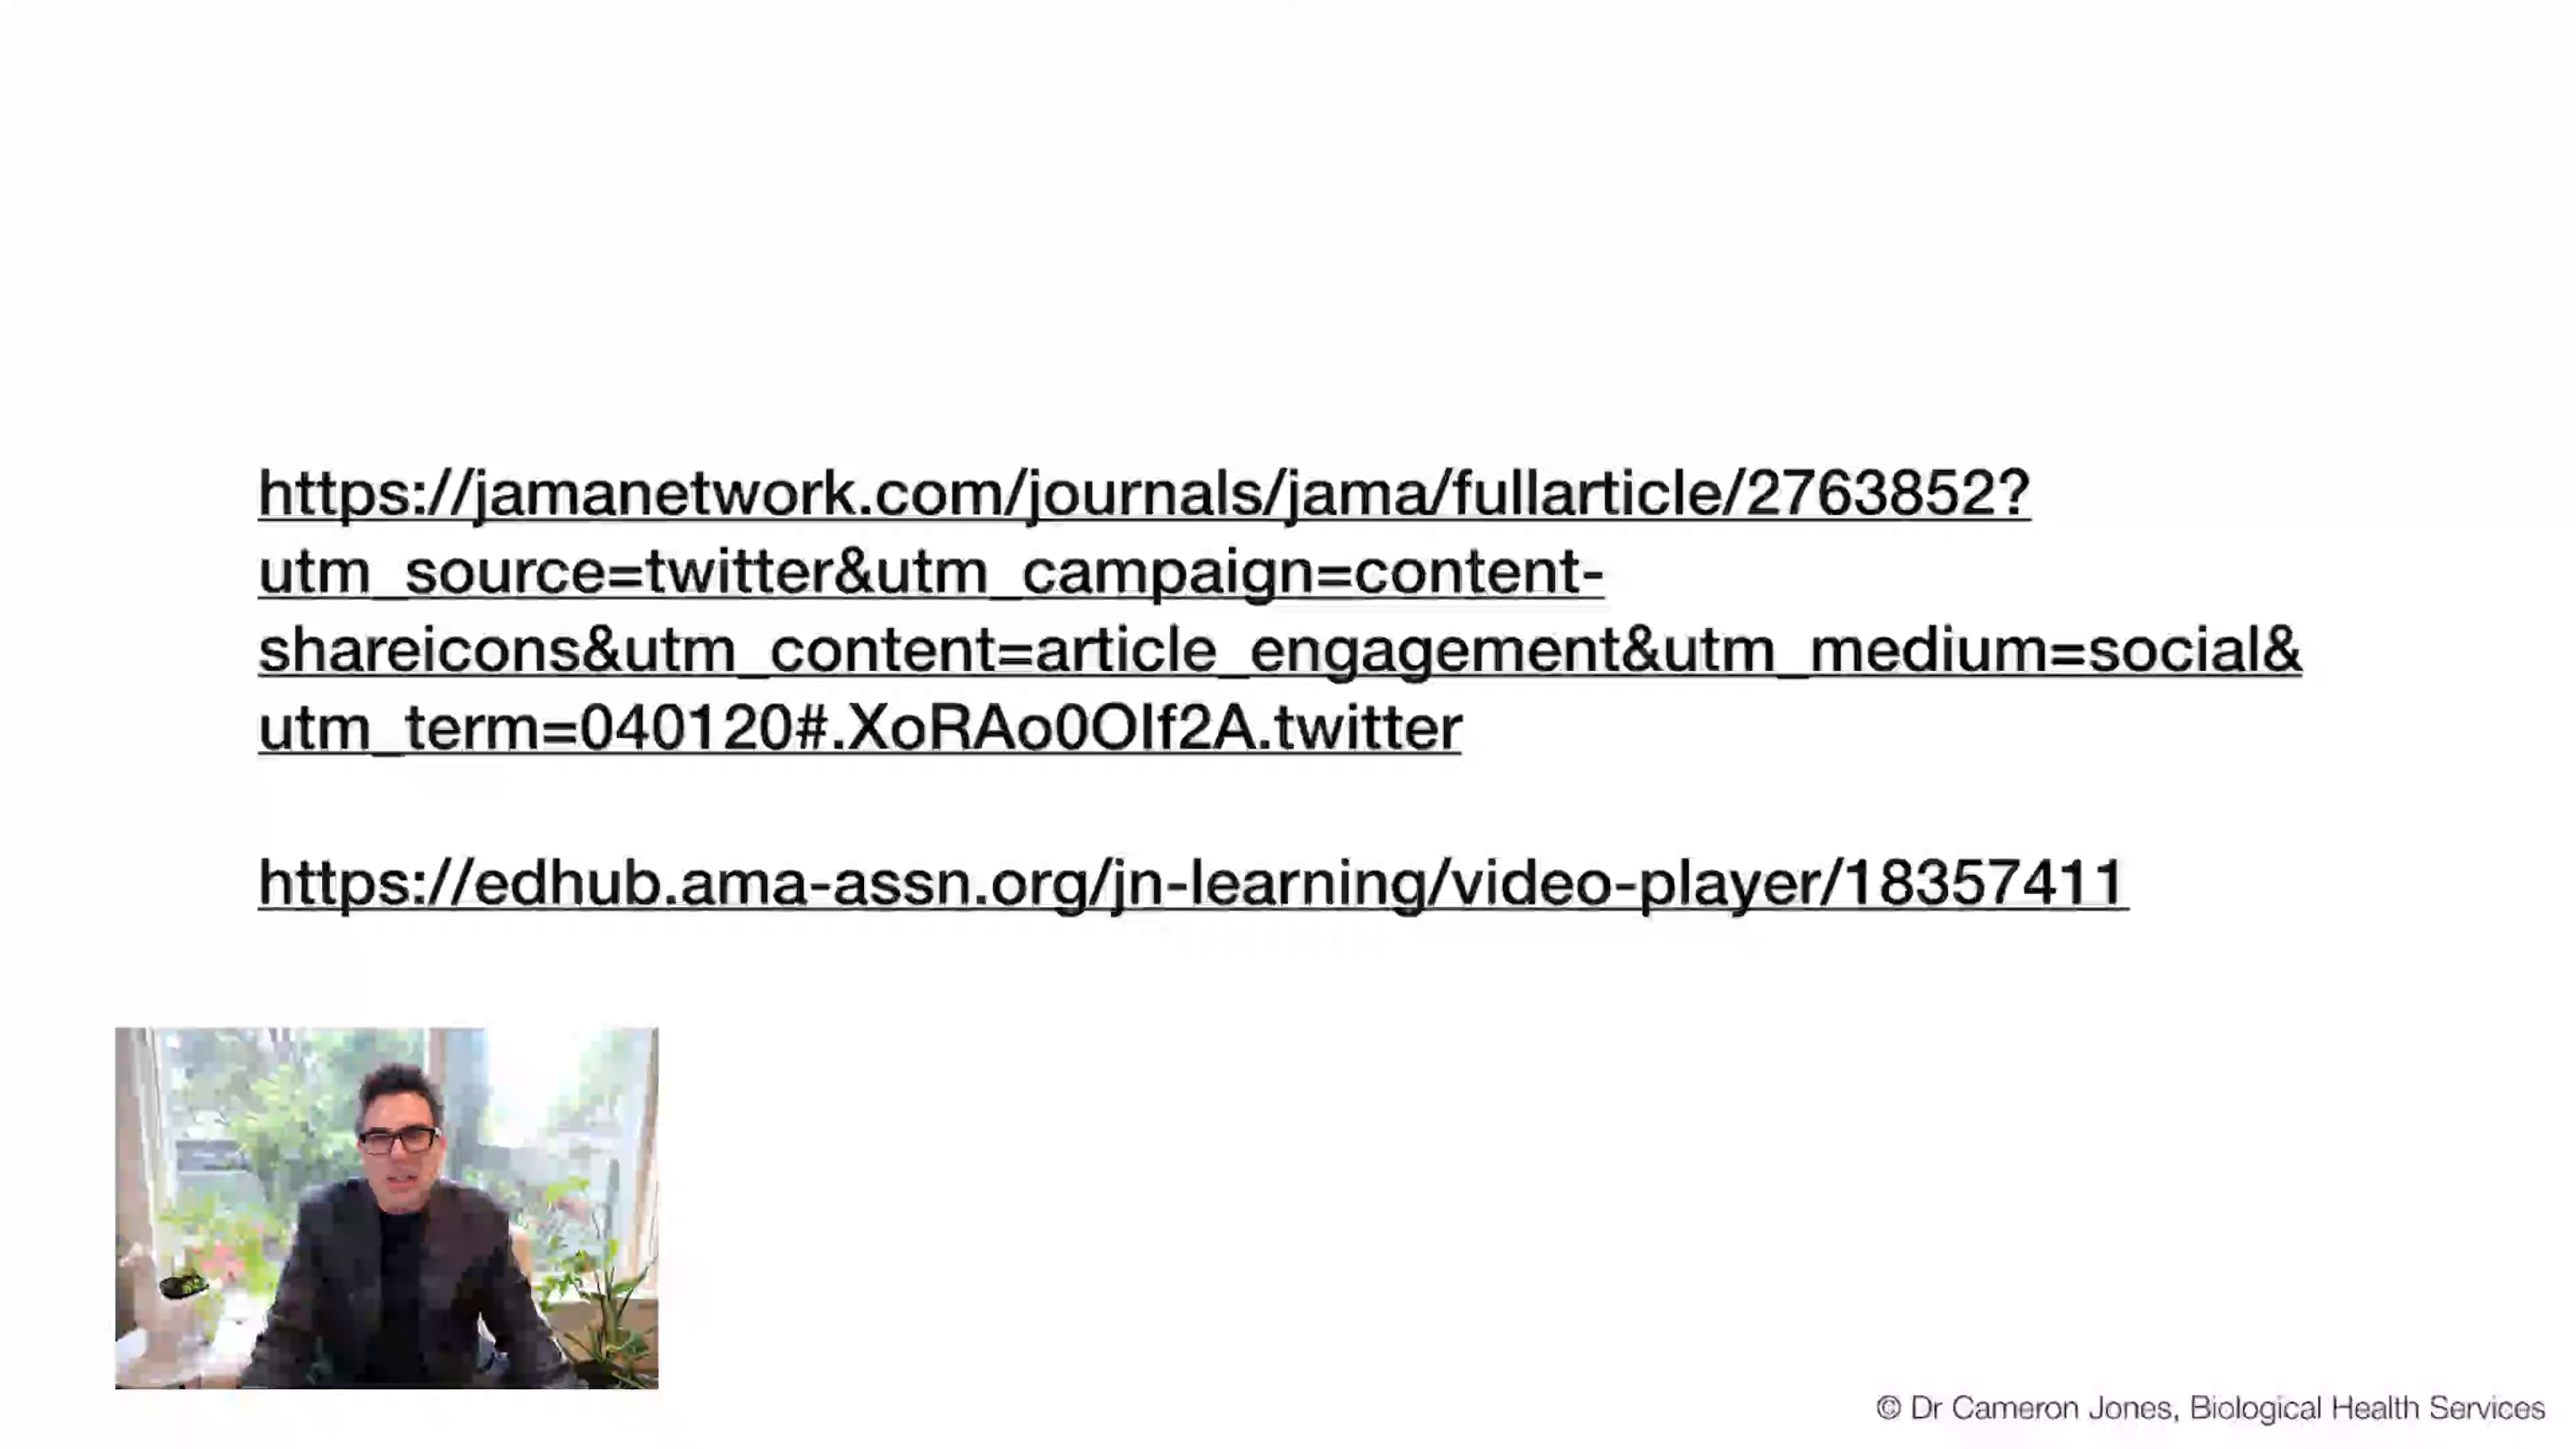 https://jamanetwork.com/journals/jama/fullarticle/2763852?
utm_source=twitter&utm_campaign=content-
shareicons&utm_content=article_engagement&utm_medium=social&
utm_term=040120#.XoRAo0OIf2A.twitter
https://edhub.ama-assn.org/jn-learning/video-player/18357411
© Dr Cameron Jones, Biological Health Services